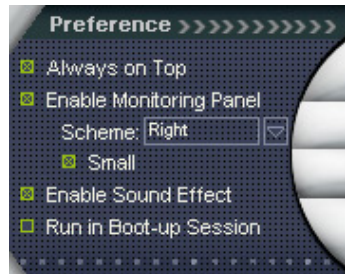 Preference >>>>>>>>>>>
Always on Top
Enable Monitoring Panel
Scheme: Right
Small
Enable Sound Effect
Run in Boot-up Session